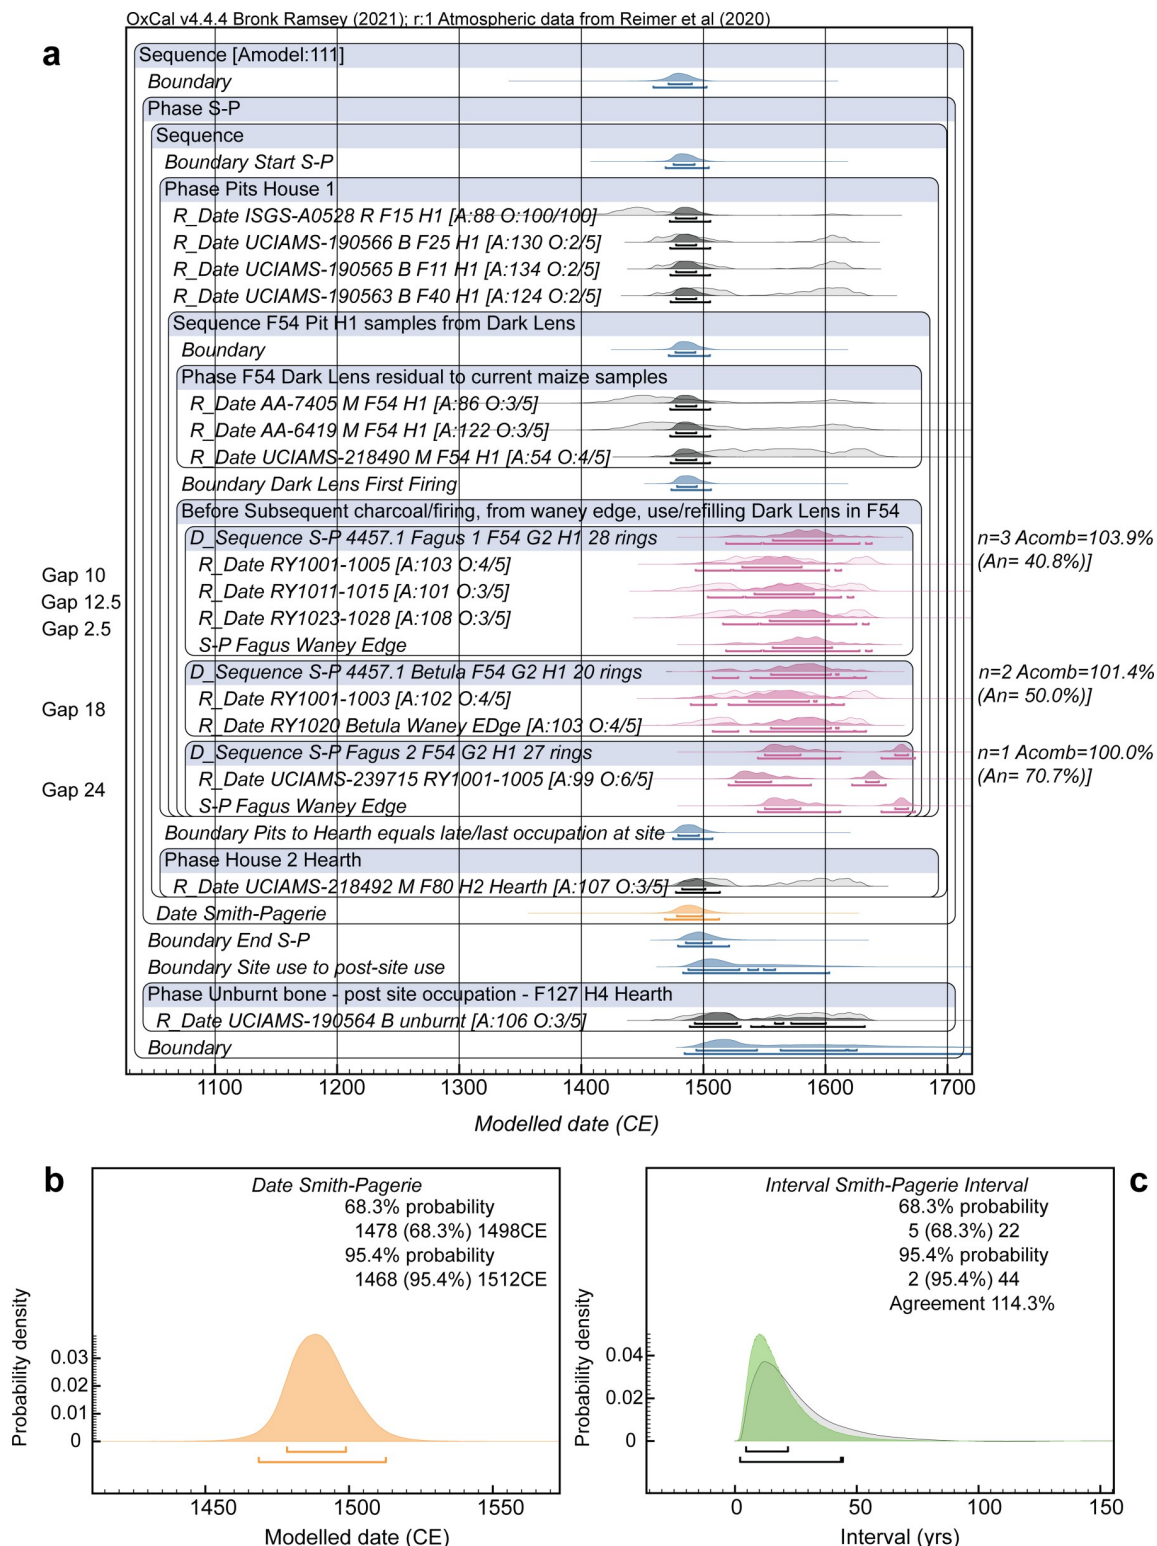 OxCal v4.4.4 Bronk Ramsey (2021); r:1 Atmospheric data from Reimer et al (2020)
a
Sequence [Amodel:111]
Boundary
Phase S-P
Sequence
Boundary Start S-P
Phase Pits House 1
R_Date ISGS-A0528 R F15 H1 [A:88 O:100/100]
R_Date UCIAMS-190566 B F25 H1 [A:130 O:2/5]
R_Date UCIAMS-190565 B F11 H1 [A:134 O:2/5]
R_Date UCIAMS-190563 B F40 H1 [A:124 O:2/5]
Sequence F54 Pit H1 samples from Dark Lens
Boundary
Phase F54 Dark Lens residual to current maize samples
R_Date AA-7405 M F54 H1 [A:86 O:3/5]
R_Date AA-6419 M F54 H1 [A:122 O:3/5]
R_Date UCIAMS-218490 M F54 H1 [A:54 O:4/5]
Boundary Dark Lens First Firing
Before Subsequent charcoal/firing, from waney edge, use/refilling Dark Lens in F54
D_Sequence S-P 4457.1 Fagus 1 F54 G2 H1 28 rings
n=3 Acomb=103.9%
(An= 40.8%)]
R_Date RY1001-1005 [A:103 O:4/5]
Gap 10
R_Date RY1011-1015 [A:101 O:3/5]
Gap 12.5
R_Date RY1023-1028 [A:108 O:3/5]
Gap 2.5
S-P Fagus Waney Edge
D_Sequence S-P 4457.1 Betula F54 G2 H1 20 rings
n=2 Acomb=101.4%
(An= 50.0%)]
R_Date RY1001-1003 [A:102 O:4/5]
Gap 18
R_Date RY1020 Betula Waney EDge [A:103 O:4/5]
D_Sequence S-P Fagus 2 F54 G2 H1 27 rings
n=1 Acomb=100.0%
(An= 70.7%)]
R_Date UCIAMS-239715 RY1001-1005 [A:99 O:6/5]
Gap 24
S-P Fagus Waney Edge
Boundary Pits to Hearth equals late/last occupation at site
Phase House 2 Hearth
R_Date UCIAMS-218492 M F80 H2 Hearth [A:107 O:3/5]
Date Smith-Pagerie
Boundary End S-P
Boundary Site use to post-site use
Phase Unburnt bone - post site occupation - F127 H4 Hearth
R_Date UCIAMS-190564 B unburnt [A:106 O:3/5]
Boundary
1100 1200 1300 1400 1500 1600 1700
Modelled date (CE)
b
Date Smith-Pagerie
68.3% probability
1478 (68.3%) 1498CE
95.4% probability
1468 (95.4%) 1512CE
Probability density
0.03
0.02
0.01
0
1450 1500 1550
Modelled date (CE)
c
Interval Smith-Pagerie Interval
68.3% probability
5 (68.3%) 22
95.4% probability
2 (95.4%) 44
Agreement 114.3%
Probability density
0.04
0.02
0
0 50 100 150
Interval (yrs)